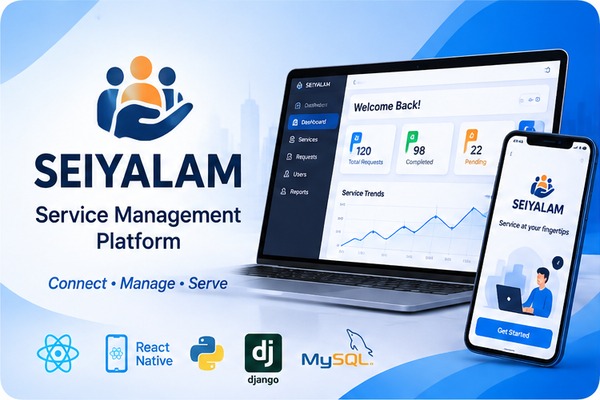 SEIYALAM
Service Management
Platform
Connect • Manage • Serve
React
Native
dj
django
MySQL
SEIYALAM
Dashboard
Services
Requests
Users
Reports
Welcome Back!
120
Total Requests
98
Completed
22
Pending
Service Trends
SEIYALAM
Service at your fingertips
Get Started